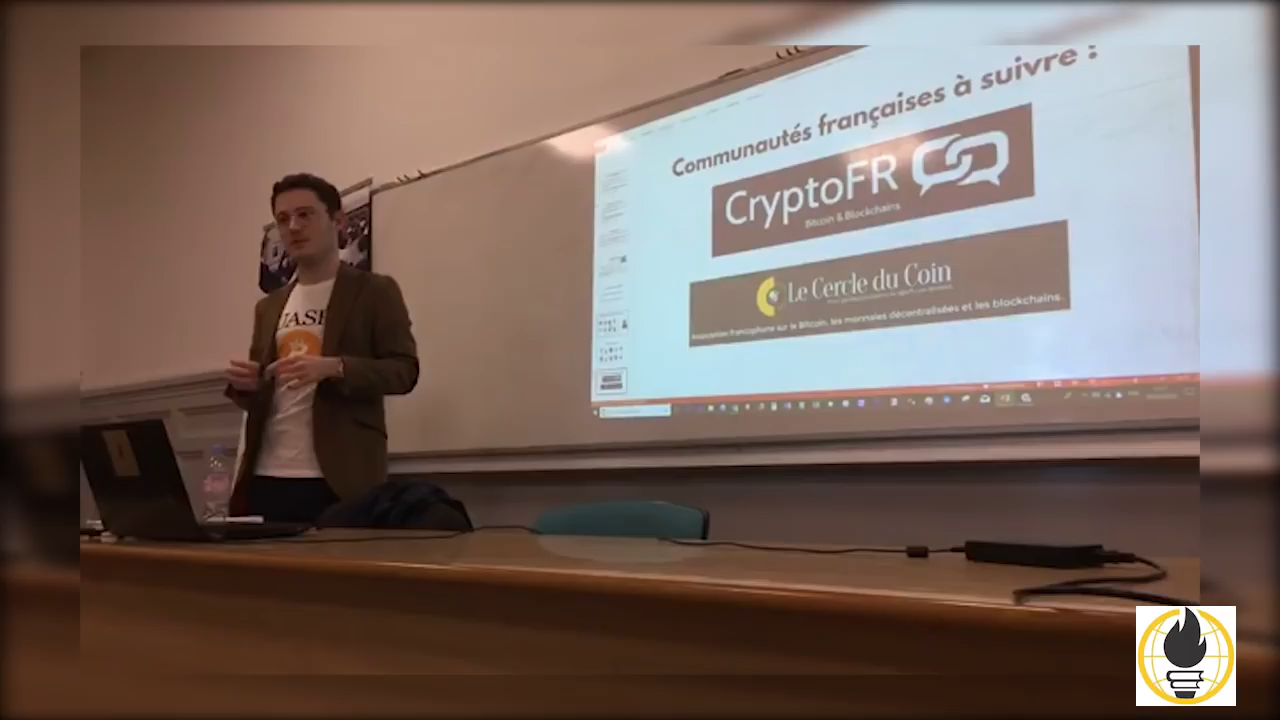 Communautés françaises à suivre :
CryptoFR
Bitcoin & Blockchains
Le Cercle du Coin
Association francophone sur le Bitcoin, les monnaies décentralisées et les blockchains.